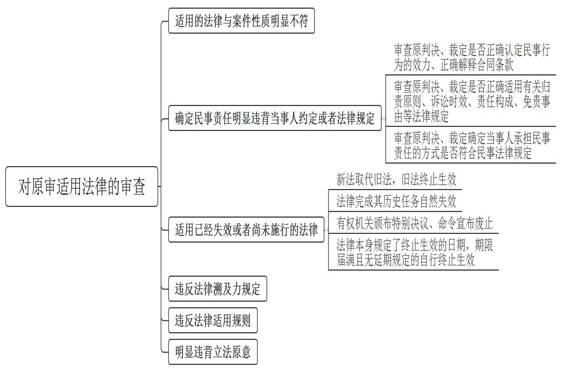 适用的法律与案件性质明显不符
审查原判决、裁定是否正确认定民事行
为的效力、正确解释合同条款
审查原判决、裁定是否正确适用有关归
责原则、诉讼时效、责任构成、免责事
由等法律规定
确定民事责任明显违背当事人约定或者法律规定
审查原判决、裁定确定当事人承担民事
责任的方式是否符合民事法律规定
对原审适用法律的审查
新法取代旧法，旧法终止生效
法律完成其历史任务自然失效
适用已经失效或者尚未施行的法律
有权机关颁布特别决议、命令宣布废止
法律本身规定了终止生效的日期，期限
届满且无延期规定的自行终止生效
违反法律溯及力规定
违反法律适用规则
明显违背立法原意